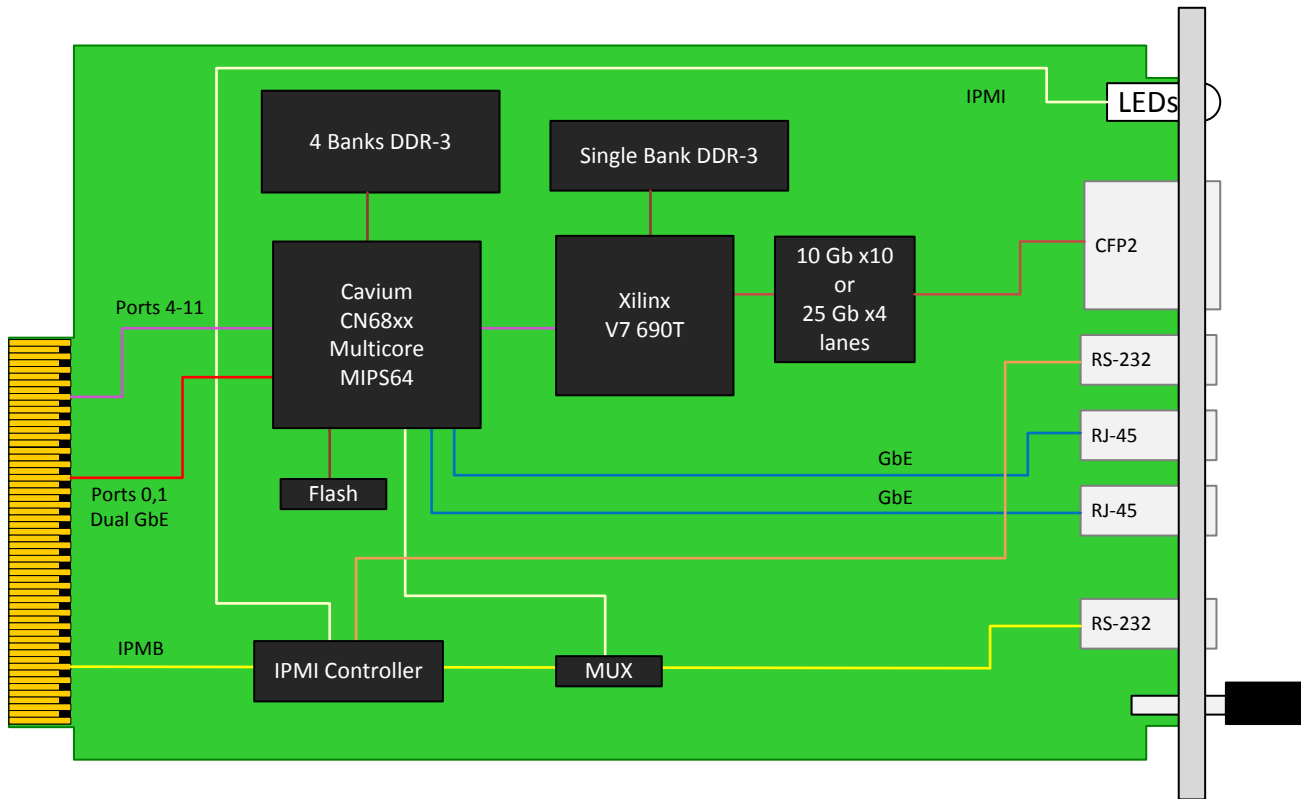 IPMI
LEDs
4 Banks DDR-3
Single Bank DDR-3
Cavium
CN68xx
Multicore
MIPS64
Xilinx
V7 690T
10 Gb x10
or
25 Gb x4
lanes
CFP2
Ports 4-11
RS-232
RJ-45
GbE
Flash
Ports 0,1
Dual GbE
GbE
RJ-45
RS-232
IPMB
IPMI Controller
MUX